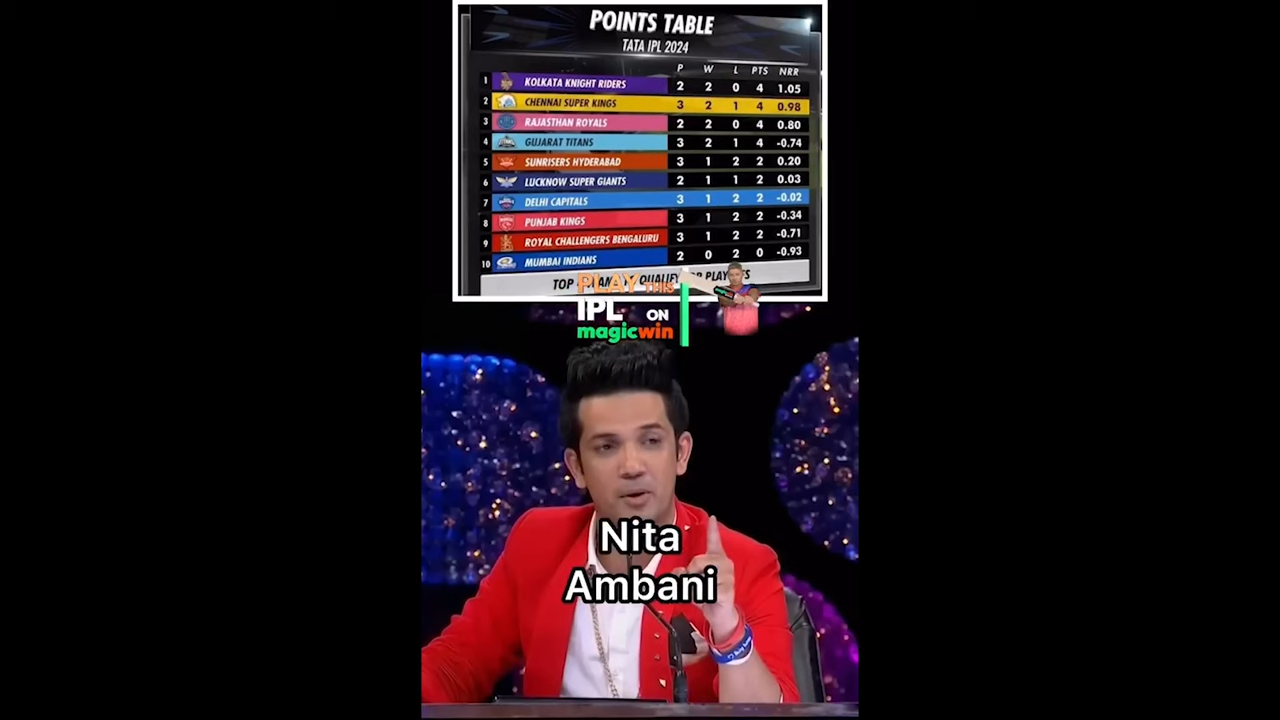 POINTS TABLE
TATA IPL 2024
P W L PTS NRR
1 KOLKATA KNIGHT RIDERS 2 2 0 4 1.05
2 CHENNAI SUPER KINGS 3 2 1 4 0.98
3 RAJASTHAN ROYALS 2 2 0 4 0.80
4 GUJARAT TITANS 3 2 1 4 -0.74
5 SUNRISERS HYDERABAD 3 1 2 2 0.20
6 LUCKNOW SUPER GIANTS 2 1 1 2 0.03
7 DELHI CAPITALS 3 1 2 2 -0.02
8 PUNJAB KINGS 3 1 2 2 -0.34
9 ROYAL CHALLENGERS BENGALURU 3 1 2 2 -0.71
10 MUMBAI INDIANS 2 0 2 0 -0.93
TOP QUALIFY
PLAY THIS
IPL ON
magicwin
Nita
Ambani